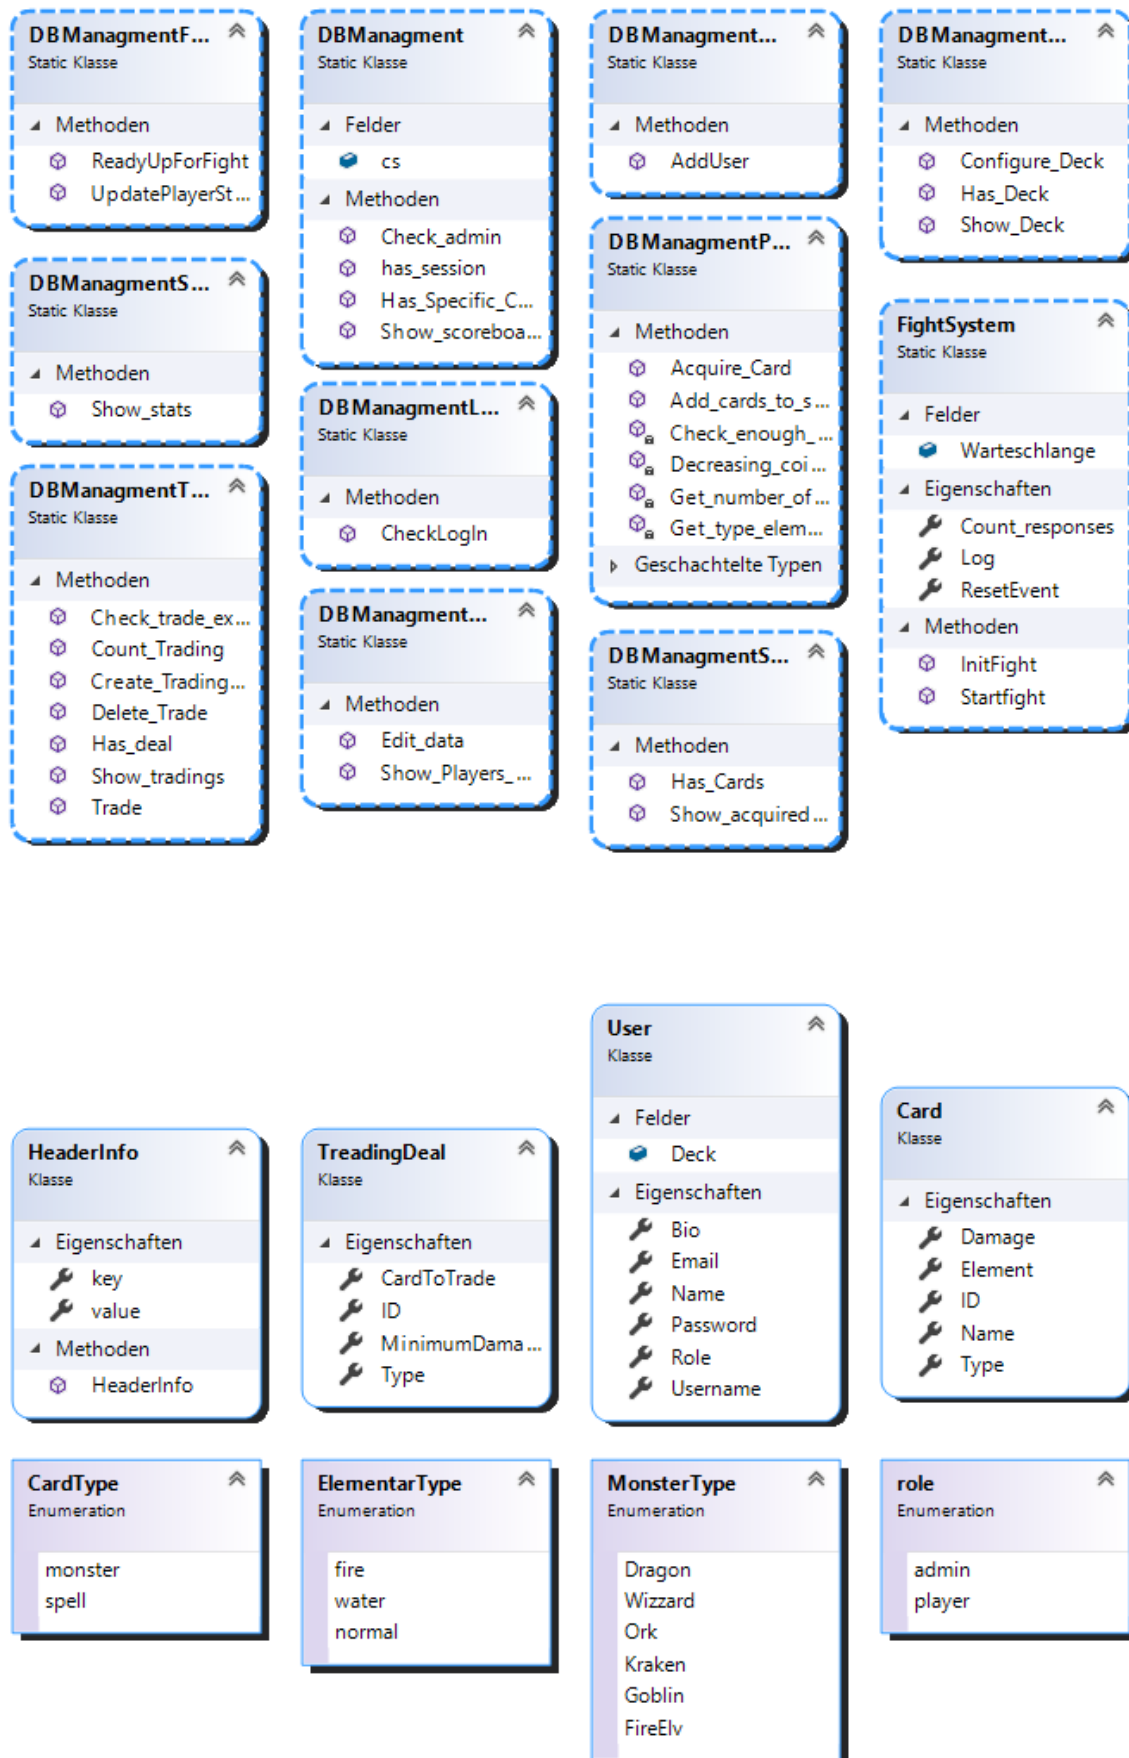 DBManagmentF...
Static Klasse
Methoden
ReadyUpForFight
UpdatePlayerSt...
DBManagmentS...
Static Klasse
Methoden
Show_stats
DBManagmentT...
Static Klasse
Methoden
Check_trade_ex...
Count_Trading
Create_Trading...
Delete_Trade
Has_deal
Show_tradings
Trade
DBManagment
Static Klasse
Felder
cs
Methoden
Check_admin
has_session
Has_Specific_C...
Show_scoreboa...
DBManagmentL...
Static Klasse
Methoden
CheckLogIn
DBManagment...
Static Klasse
Methoden
Edit_data
Show_Players_...
DBManagment...
Static Klasse
Methoden
AddUser
DBManagmentP...
Static Klasse
Methoden
Acquire_Card
Add_cards_to_s...
Check_enough_...
Decreasing_coi...
Get_number_of...
Get_type_elem...
Geschachtelte Typen
DBManagmentS...
Static Klasse
Methoden
Has_Cards
Show_acquired...
DBManagment...
Static Klasse
Methoden
Configure_Deck
Has_Deck
Show_Deck
FightSystem
Static Klasse
Felder
Warteschlange
Eigenschaften
Count_responses
Log
ResetEvent
Methoden
InitFight
Startfight
HeaderInfo
Klasse
Eigenschaften
key
value
Methoden
HeaderInfo
TreadingDeal
Klasse
Eigenschaften
CardToTrade
ID
MinimumDama...
Type
User
Klasse
Felder
Deck
Eigenschaften
Bio
Email
Name
Password
Role
Username
Card
Klasse
Eigenschaften
Damage
Element
ID
Name
Type
CardType
Enumeration
monster
spell
ElementarType
Enumeration
fire
water
normal
MonsterType
Enumeration
Dragon
Wizzard
Ork
Kraken
Goblin
FireElv
role
Enumeration
admin
player